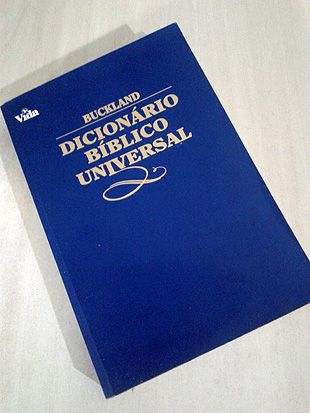 Vida
BUCKLAND
DICIONÁRIO
BÍBLICO
UNIVERSAL